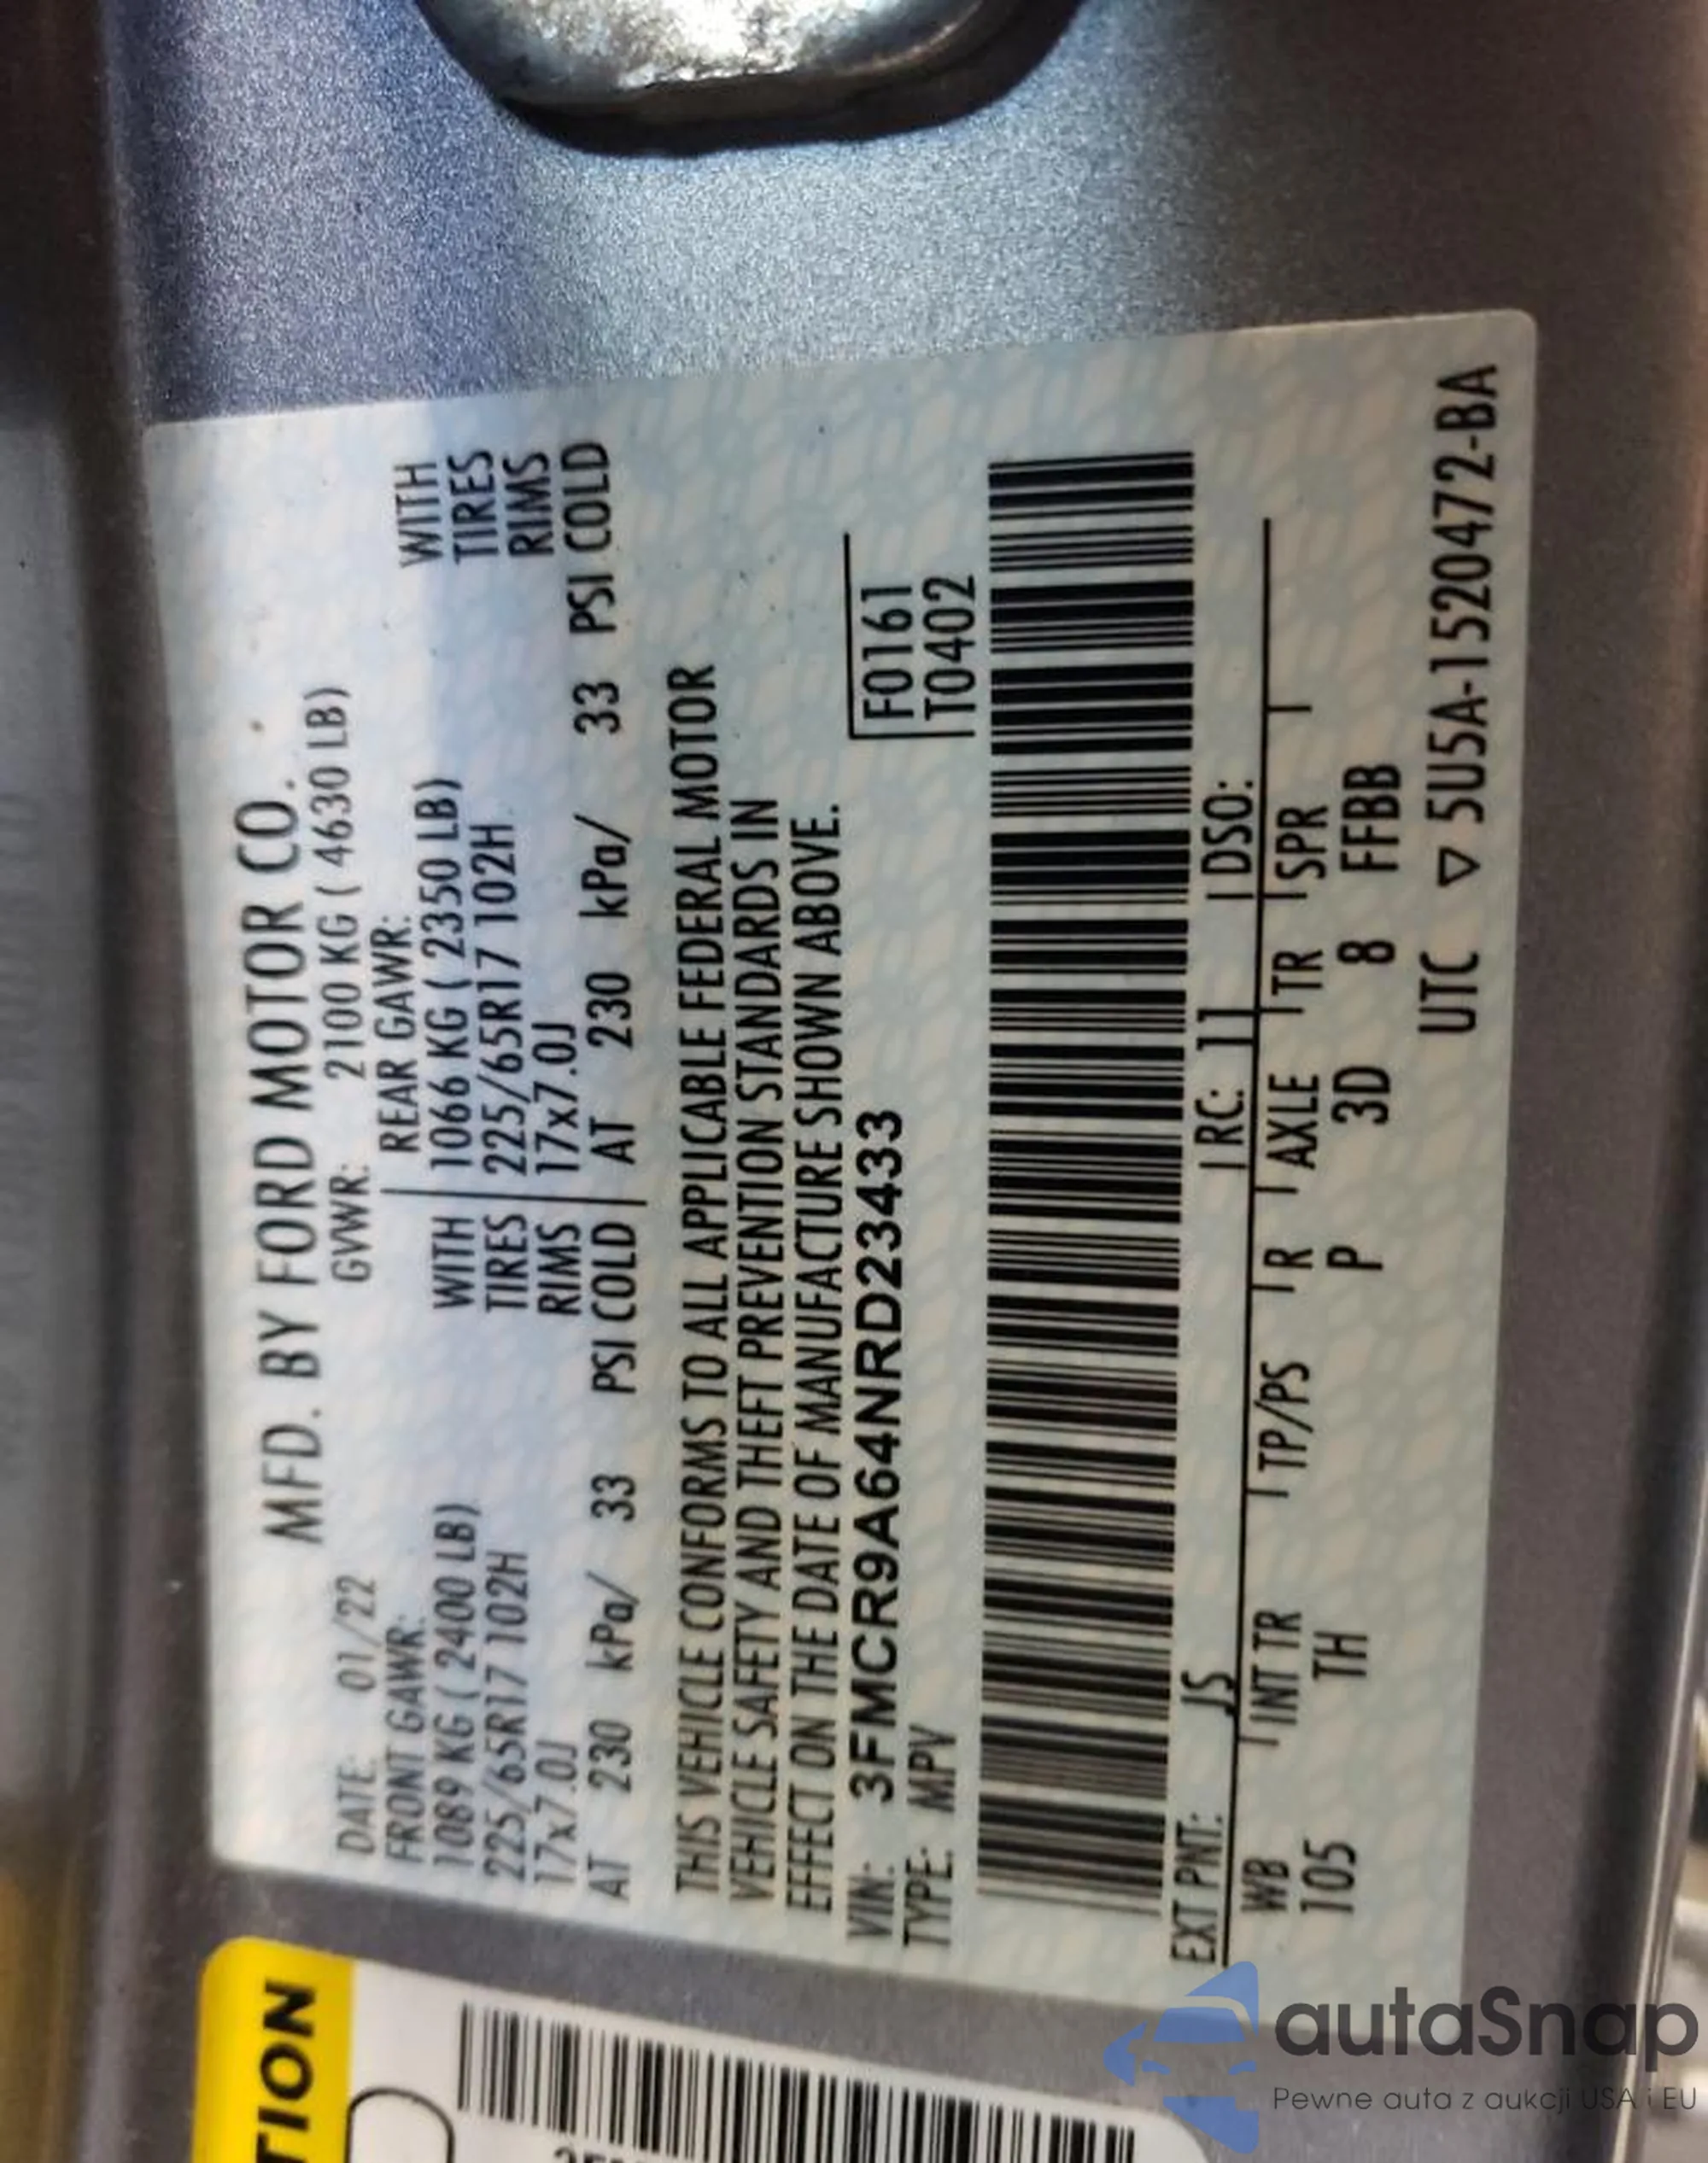 MFD. BY FORD MOTOR CO.
DATE: 01/22 GVWR: 2100 KG ( 4630 LB)
FRONT GAWR: REAR GAWR:
1089 KG ( 2400 LB) WITH 1066 KG ( 2350 LB) WITH
225/65R17 102H TIRES 225/65R17 102H TIRES
17x7.0J RIMS 17x7.0J RIMS
AT 230 kPa/ 33 PSI COLD AT 230 kPa/ 33 PSI COLD
THIS VEHICLE CONFORMS TO ALL APPLICABLE FEDERAL MOTOR
VEHICLE SAFETY AND THEFT PREVENTION STANDARDS IN
EFFECT ON THE DATE OF MANUFACTURE SHOWN ABOVE.
VIN: 3FMCR9A64NRD23433 F0161
TYPE: MPV T0402
EXT PNT: JS RC: 11 DSO:
WB INT TR TP/PS R AXLE TR SPR
105 TH P 3D 8 FFBB
UTC ▽ 5U5A-1520472-BA
TION
autaSnap
Pewne auta z aukcji USA i EU